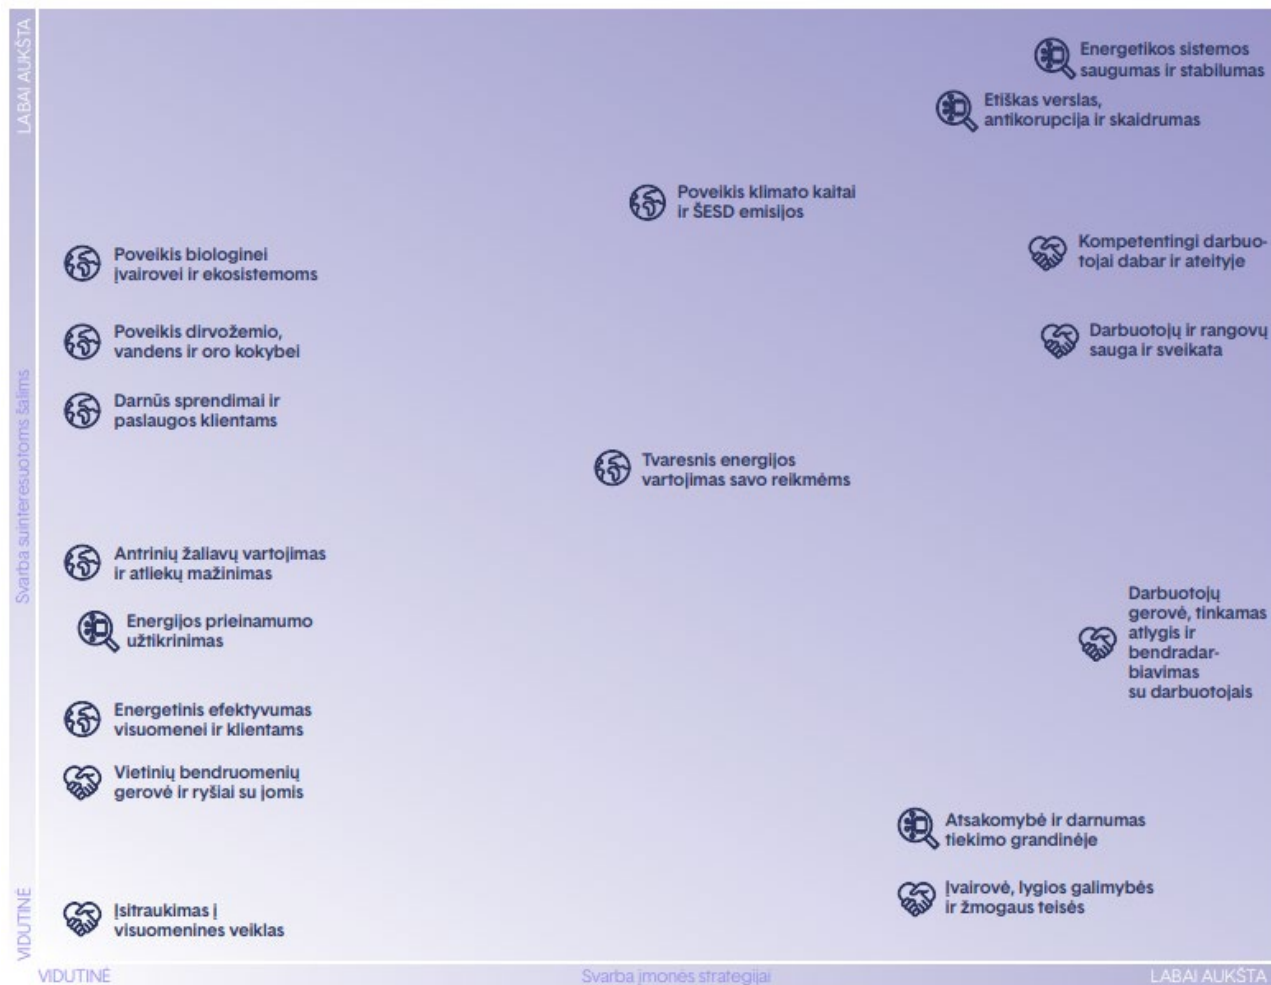 LABAI AUKŠTA
Svarba suinteresuotoms šalims
VIDUTINĖ
Energetikos sistemos
saugumas ir stabilumas
Etiškas verslas,
antikorupcija ir skaidrumas
Poveikis klimato kaitai
ir ŠESD emisijos
Kompetentingi darbuo-
tojai dabar ir ateityje
Poveikis biologinei
įvairovei ir ekosistemoms
Poveikis dirvožemio,
vandens ir oro kokybei
Darbuotojų ir rangovų
sauga ir sveikata
Darnūs sprendimai ir
paslaugos klientams
Tvaresnis energijos
vartojimas savo reikmėms
Antrinių žaliavų vartojimas
ir atliekų mažinimas
Energijos prieinamumo
užtikrinimas
Darbuotojų
gerovė, tinkamas
atlygis ir
bendradar-
biavimas
su darbuotojais
Energetinis efektyvumas
visuomenei ir klientams
Vietinių bendruomenių
gerovė ir ryšiai su jomis
Atsakomybė ir darnumas
tiekimo grandinėje
Įvairovė, lygios galimybės
ir žmogaus teisės
Įsitraukimas į
visuomenines veiklas
VIDUTINĖ
Svarba įmonės strategijai
LABAI AUKŠTA